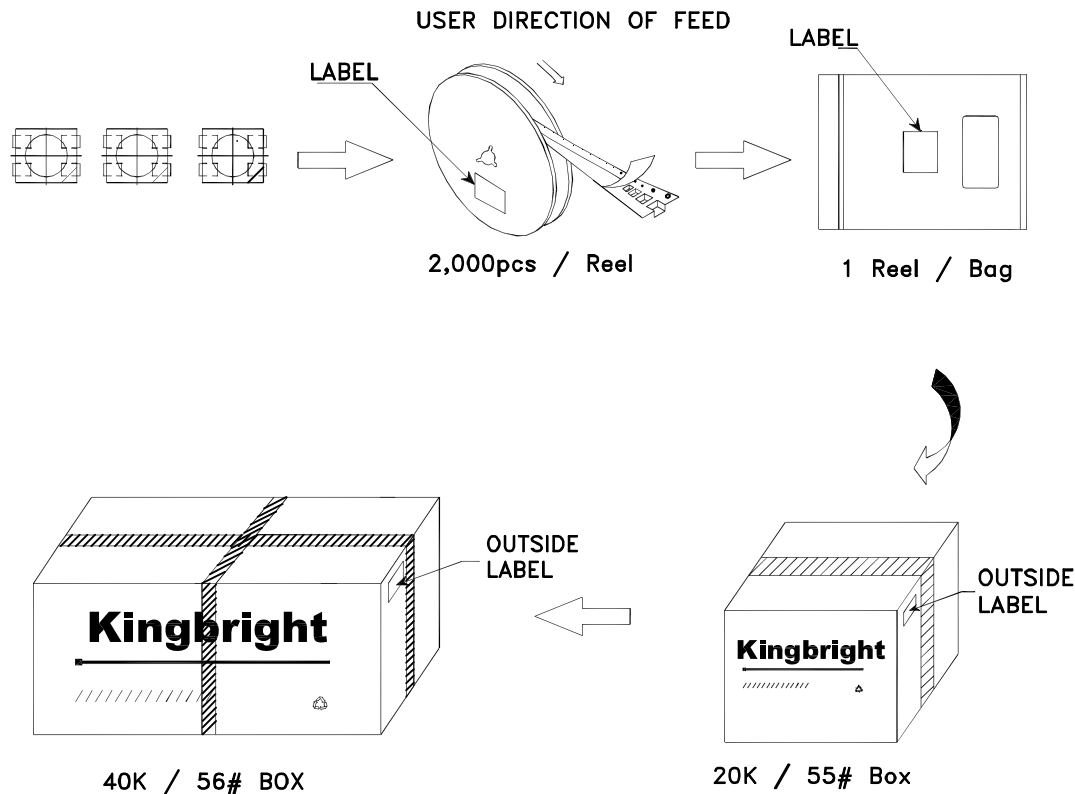 USER DIRECTION OF FEED
LABEL
LABEL
2,000pcs / Reel
1 Reel / Bag
OUTSIDE
LABEL
OUTSIDE
LABEL
Kingbright
Kingbright
40K / 56# BOX
20K / 55# Box